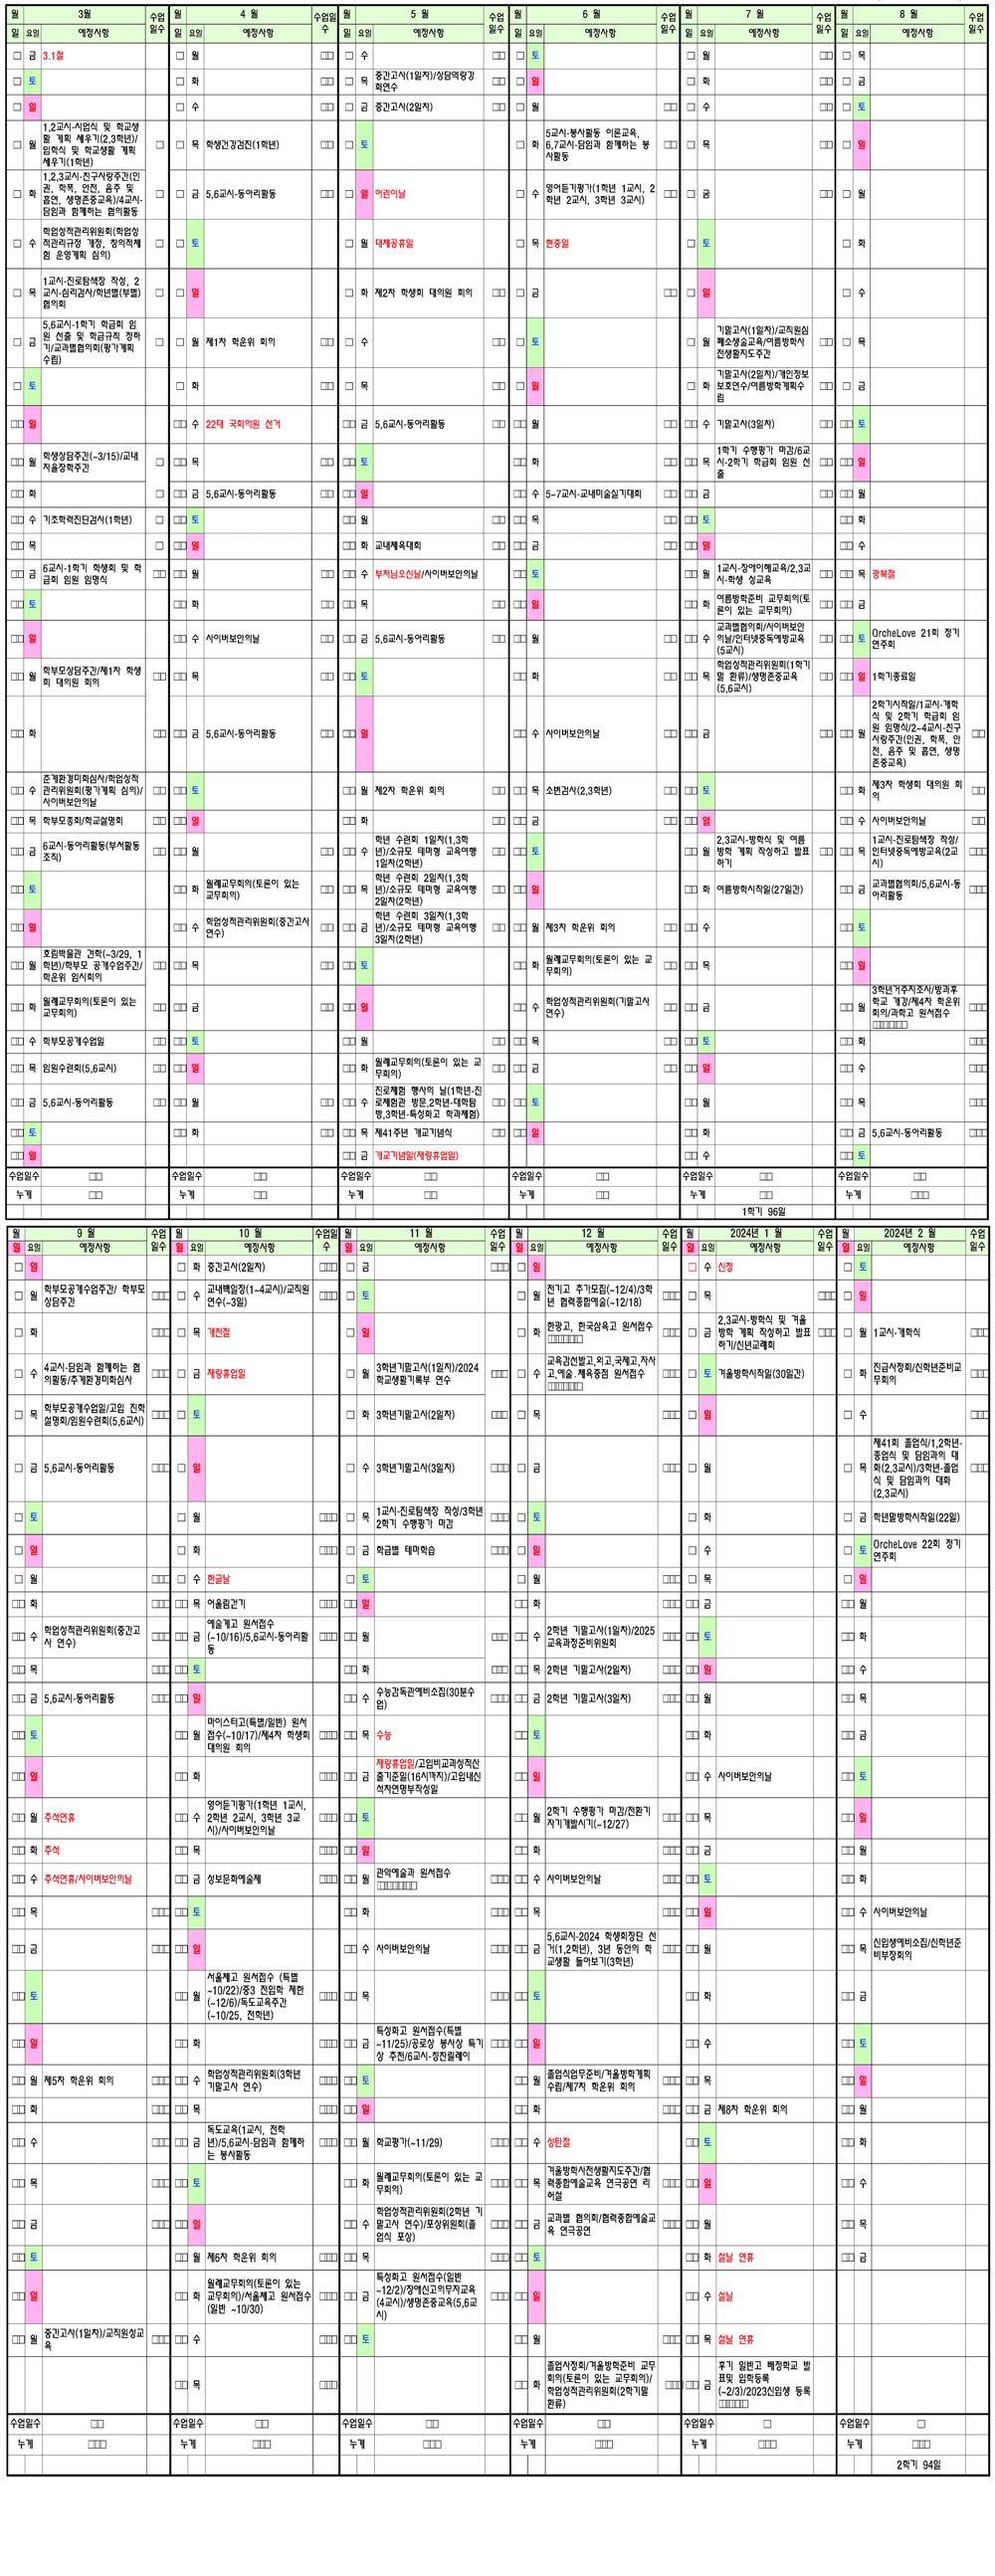 월 3월 수업
일 요일 예정사항 일수
금 3.1절
토
일
월 1,2교시-시업식 및 학교생
활 계획 세우기(2,3학년)/
입학식 및 학교생활 계획
세우기(1학년)
화 1,2,3교시-친구사랑주간(인
권, 학폭, 안전, 음주 및
흡연, 생명존중교육)/4교시-
담임과 함께하는 협의활동
수 학업성적관리위원회(학업성
적관리규정 개정, 창의적체
험 운영계획 심의)
목 1교시-진로탐색장 작성, 2
교시-심리검사/학년별(부별)
협의회
금 5,6교시-1학기 학급회 임
원 선출 및 학급규칙 정하
기/교과별협의회(평가계획
수립)
토
일
월 학생상담주간(~3/15)/교내
자율장학주간
화
수 기초학력진단검사(1학년)
목
금 6교시-1학기 학생회 및 학
급회 임원 임명식
토
일
월 학부모상담주간/제1차 학생
회 대의원 회의
화
수 춘계환경미화심사/학업성적
관리위원회(평가계획 심의)/
사이버보안의날
목 학부모총회/학교설명회
금 6교시-동아리활동(부서활동
조직)
토
일
월 호림박물관 견학(~3/29, 1
학년)/학부모 공개수업주간/
학운위 임시회의
화 월례교무회의(토론이 있는
교무회의)
수 학부모공개수업일
목 임원수련회(5,6교시)
금 5,6교시-동아리활동
토
일
수업일수
누계
월 4 월 수업일
일 요일 예정사항 수
월
화
수
목 학생건강검진(1학년)
금 5,6교시-동아리활동
토
일
월 제1차 학운위 회의
화
수 22대 국회의원 선거
목
금 5,6교시-동아리활동
토
일
월
화
수 사이버보안의날
목
금 5,6교시-동아리활동
토
일
월
화 월례교무회의(토론이 있는
교무회의)
수 학업성적관리위원회(중간고사
연수)
목
금
토
일
월
화
수업일수
누계
월 5 월 수업
일 요일 예정사항 일수
수
목 중간고사(1일차)/상담역량강
화연수
금 중간고사(2일차)
토
일 어린이날
월 대체공휴일
화 제2차 학생회 대의원 회의
수
목
금 5,6교시-동아리활동
토
일
월
화 교내체육대회
수 부처님오신날/사이버보안의날
목
금 5,6교시-동아리활동
토
일
월 제2차 학운위 회의
화
수 학년 수련회 1일차(1,3학
년)/소규모 테마형 교육여행
1일차(2학년)
목 학년 수련회 2일차(1,3학
년)/소규모 테마형 교육여행
2일차(2학년)
금 학년 수련회 3일차(1,3학
년)/소규모 테마형 교육여행
3일차(2학년)
토
일
월
화 월례교무회의(토론이 있는 교
무회의)
수 진로체험 행사의 날(1학년-진
로체험관 방문,2학년-대학탐
방,3학년-특성화고 학과체험)
목 제41주년 개교기념식
금 개교기념일(재량휴업일)
수업일수
누계
월 6 월 수업
일 요일 예정사항 일수
토
일
월
화 5교시-봉사활동 이론교육,
6,7교시-담임과 함께하는 봉
사활동
수 영어듣기평가(1학년 1교시, 2
학년 2교시, 3학년 3교시)
목 현충일
금
토
일
월
화
수 5~7교시-교내미술실기대회
목
금
토
일
월
화
수 사이버보안의날
목 소변검사(2,3학년)
금
토
일
월 제3차 학운위 회의
화 월례교무회의(토론이 있는 교
무회의)
수 학업성적관리위원회(기말고사
연수)
목
금
토
일
수업일수
누계
월 7 월 수업
일 요일 예정사항 일수
월
화
수
목
금
토
일
월 기말고사(1일차)/교직원심
폐소생술교육/여름방학사
전생활지도주간
화 기말고사(2일차)/개인정보
보호연수/여름방학계획수
립
수 기말고사(3일차)
목 1학기 수행평가 마감/6교
시-2학기 학급회 임원 선
출
금
토
일
월 1교시-장애이해교육/2,3교
시-학생 성교육
화 여름방학준비 교무회의(토
론이 있는 교무회의)
수 교과별협의회/사이버보안
의날/인터넷중독예방교육
(5교시)
목 학업성적관리위원회(1학기
말 환류)/생명존중교육
(5,6교시)
금
토
일
월 2,3교시-방학식 및 여름
방학 계획 작성하고 발표
하기
화 여름방학시작일(27일간)
수
목
금
토
일
월
화
수
수업일수
누계
1학기 96일
월 8 월 수업
일 요일 예정사항 일수
목
금
토
일
월
화
수
목
금
토
일
월
화
수
목 광복절
금
토 OrcheLove 21회 정기
연주회
일 1학기종료일
월 2학기시작일/1교시-개학
식 및 2학기 학급회 임
원 임명식/2~4교시-친구
사랑주간(인권, 학폭, 안
전, 음주 및 흡연, 생명
존중교육)
화 제3차 학생회 대의원 회
의
수 사이버보안의날
목 1교시-진로탐색장 작성/
인터넷중독예방교육(2교
시)
금 교과별협의회/5,6교시-동
아리활동
토
일
월 3학년거주지조사/방과후
학교 개강/제4차 학운위
회의/과학고 원서접수
화
수
목
금 5,6교시-동아리활동
토
수업일수
누계
월 9 월 수업
일 요일 예정사항 일수
일
월 학부모공개수업주간/ 학부모
상담주간
화
수 4교시-담임과 함께하는 협
의활동/추계환경미화심사
목 학부모공개수업일/고입 진학
설명회/임원수련회(5,6교시)
금 5,6교시-동아리활동
토
일
월
화
수 학업성적관리위원회(중간고
사 연수)
목
금 5,6교시-동아리활동
토
일
월 추석연휴
화 추석
수 추석연휴/사이버보안의날
목
금
토
일
월 제5차 학운위 회의
화
수
목
금
토
일
월 중간고사(1일차)/교직원성교
육
수업일수
누계
월 10 월 수업일
일 요일 예정사항 수
화 중간고사(2일차)
수 교내백일장(1~4교시)/교직원
연수(~3일)
목 개천절
금 재량휴업일
토
일
월
화
수 한글날
목 어울림걷기
금 예술계고 원서접수
(~10/16)/5,6교시-동아리활
동
토
일
월 마이스터고(특별/일반) 원서
접수(~10/17)/제4차 학생회
대의원 회의
화
수 영어듣기평가(1학년 1교시,
2학년 2교시, 3학년 3교
시)/사이버보안의날
목
금 성보문화예술제
토
일
월 서울체고 원서접수 (특별
~10/22)/중3 전입학 제한
(~12/6)/독도교육주간
(~10/25, 전학년)
화
수 학업성적관리위원회(3학년
기말고사 연수)
목
금 독도교육(1교시, 전학
년)/5,6교시-담임과 함께하
는 봉사활동
토
일
월 제6차 학운위 회의
화 월례교무회의(토론이 있는
교무회의)/서울체고 원서접수
(일반 ~10/30)
수
목
수업일수
누계
월 11 월 수업
일 요일 예정사항 일수
금
토
일
월 3학년기말고사(1일차)/2024
학교생활기록부 연수
화 3학년기말고사(2일차)
수 3학년기말고사(3일차)
목 1교시-진로탐색장 작성/3학년
2학기 수행평가 마감
금 학급별 테마학습
토
일
월
화
수 수능감독관예비소집(30분수
업)
목 수능
금 재량휴업일/고입비교과성적산
출기준일(16시까지)/고입내신
석차연명부작성일
토
일
월 관악예술과 원서접수
화
수 사이버보안의날
목
금 특성화고 원서접수(특별
~11/25)/공로상 봉사상 특기
상 추천/6교시-칭찬릴레이
토
일
월 학교평가(~11/29)
화 월례교무회의(토론이 있는 교
무회의)
수 학업성적관리위원회(2학년 기
말고사 연수)/포상위원회(졸
업식 포상)
목
금 특성화고 원서접수(일반
~12/2)/장애신고의무자교육
(4교시)/생명존중교육(5,6교
시)
토
수업일수
누계
월 12 월 수업
일 요일 예정사항 일수
일
월 전기고 추가모집(~12/4)/3학
년 협력종합예술(~12/18)
화 한광고, 한국삼육고 원서접수
수 교육감선발고,외고,국제고,자사
고,예술.체육중점 원서접수
목
금
토
일
월
화
수 2학년 기말고사(1일차)/2025
교육과정준비위원회
목 2학년 기말고사(2일차)
금 2학년 기말고사(3일차)
토
일
월 2학기 수행평가 마감/전환기
자기개발시기(~12/27)
화
수 사이버보안의날
목
금 5,6교시-2024 학생회장단 선
거(1,2학년), 3년 동안의 학
교생활 돌아보기(3학년)
토
일
월 졸업식업무준비/겨울방학계획
수립/제7차 학운위 회의
화
수 성탄절
목 겨울방학사전생활지도주간/협
력종합예술교육 연극공연 리
허설
금 교과별 협의회/협력종합예술교
육 연극공연
토
일
월
화 졸업사정회/겨울방학준비 교무
회의(토론이 있는 교무회의)/
학업성적관리위원회(2학기말
환류)
수업일수
누계
월 2024년 1 월 수업
일 요일 예정사항 일수
수 신정
목
금 2,3교시-방학식 및 겨울
방학 계획 작성하고 발표
하기/신년교례회
토 겨울방학시작일(30일간)
일
월
화
수
목
금
토
일
월
화
수 사이버보안의날
목
금
토
일
월
화
수
목
금 제8차 학운위 회의
토
일
월
화 설날 연휴
수 설날
목 설날 연휴
금 후기 일반고 배정학교 발
표및 입학등록
(~2/3)/2023신입생 등록
수업일수
누계
월 2024년 2 월 수업
일 요일 예정사항 일수
토
일
월 1교시-개학식
화 진급사정회/신학년준비교
무회의
수
목 제41회 졸업식/1,2학년-
종업식 및 담임과의 대
화(2,3교시)/3학년-졸업
식 및 담임과의 대화
(2,3교시)
금 학년말방학시작일(22일)
토 OrcheLove 22회 정기
연주회
일
월
화
수
목
금
토
일
월
화
수 사이버보안의날
목 신입생예비소집/신학년준
비부장회의
금
토
일
월
화
수
목
금
수업일수
누계
2학기 94일